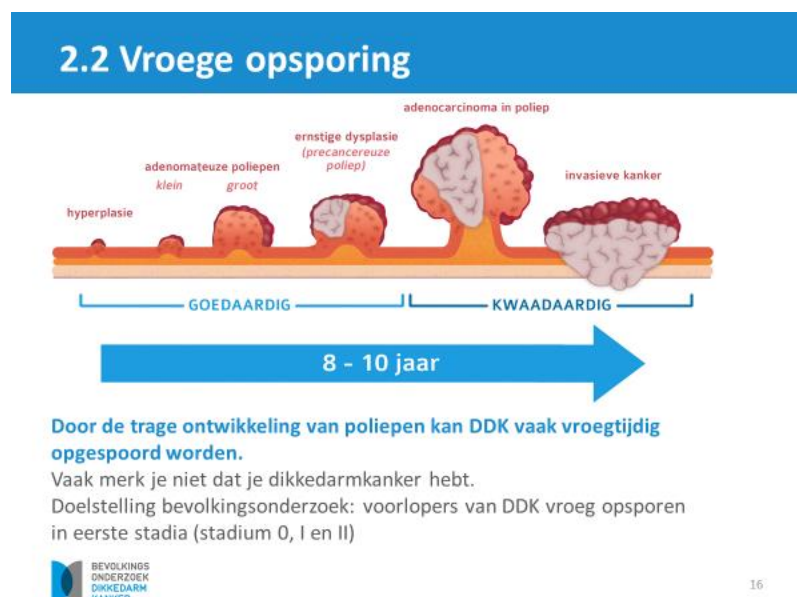 2.2 Vroege opsporing
adenocarcinoma in poliep
ernstige dysplasie
(precancereuze
poliep)
adenomateuze poliepen
klein groot
invasieve kanker
hyperplasie
GOEDAARDIG
KWAADAARDIG
8 - 10 jaar
Door de trage ontwikkeling van poliepen kan DDK vaak vroegtijdig
opgespoord worden.
Vaak merk je niet dat je dikkedarmkanker hebt.
Doelstelling bevolkingsonderzoek: voorlopers van DDK vroeg opsporen
in eerste stadia (stadium 0, I en II)
BEVOLKINGS
ONDERZOEK
DIKKEDARM
KANKER
16